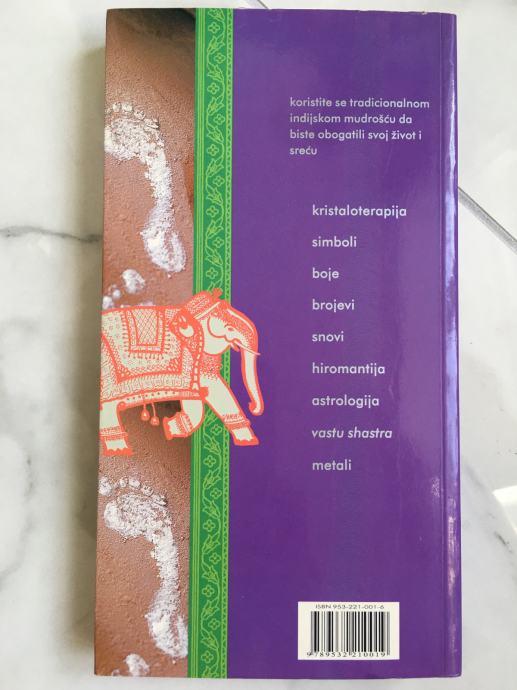 koristite se tradicionalnom
indijskom mudrošću da
biste obogatili svoj život i
sreću
kristaloterapija
simboli
boje
brojevi
snovi
hiromantija
astrologija
vastu shastra
metali
ISBN 953-221-001-6
9 789532 210019